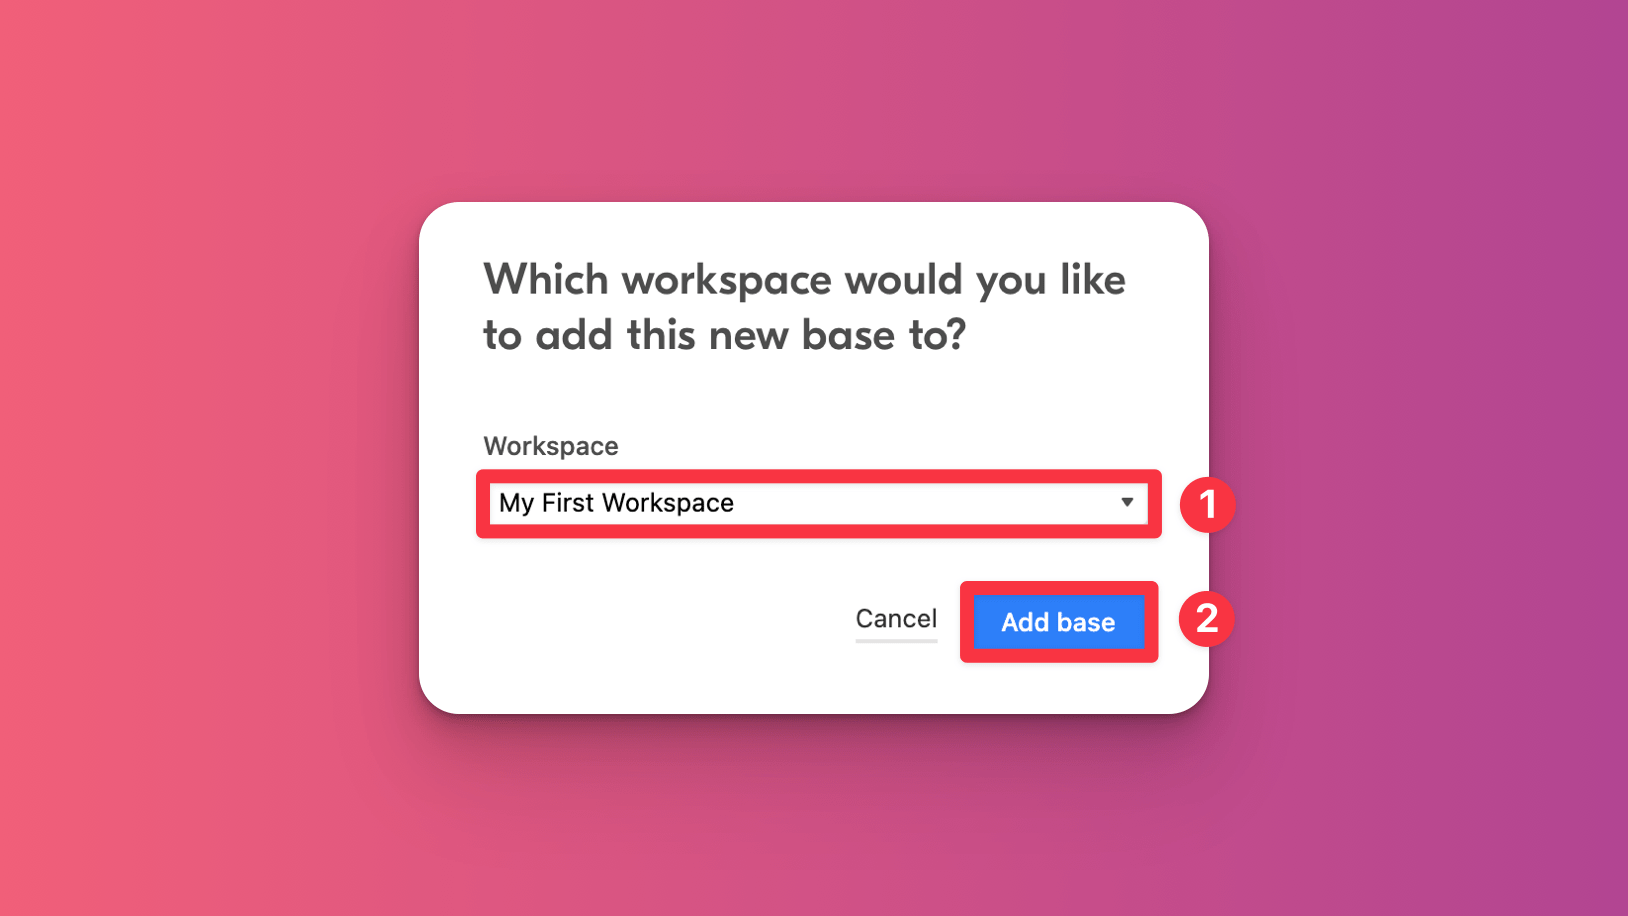 Which workspace would you like
to add this new base to?
Workspace
My First Workspace
1
Cancel
Add base
2